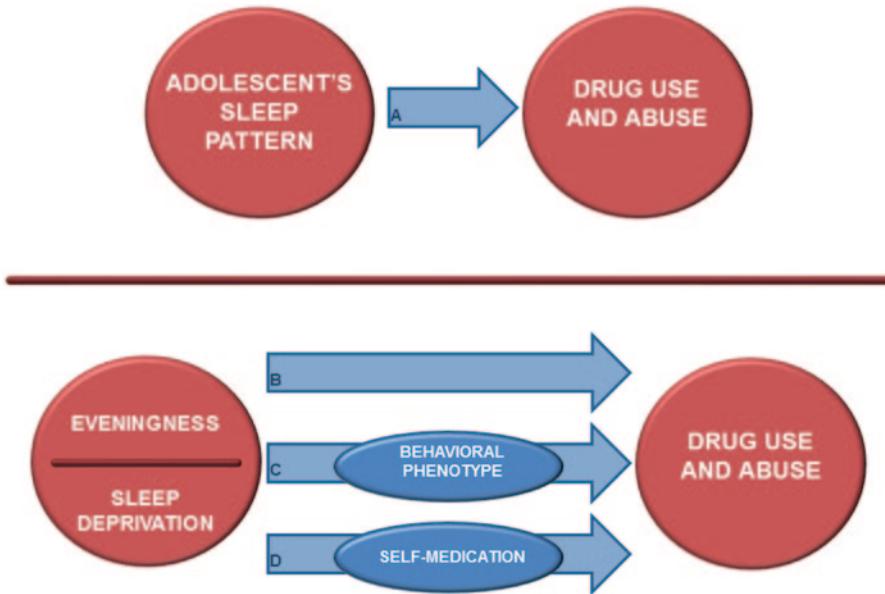 ADOLESCENT'S
SLEEP
PATTERN
A
DRUG USE
AND ABUSE
EVENINGNESS
SLEEP
DEPRIVATION
B
C
BEHAVIORAL
PHENOTYPE
D
SELF-MEDICATION
DRUG USE
AND ABUSE